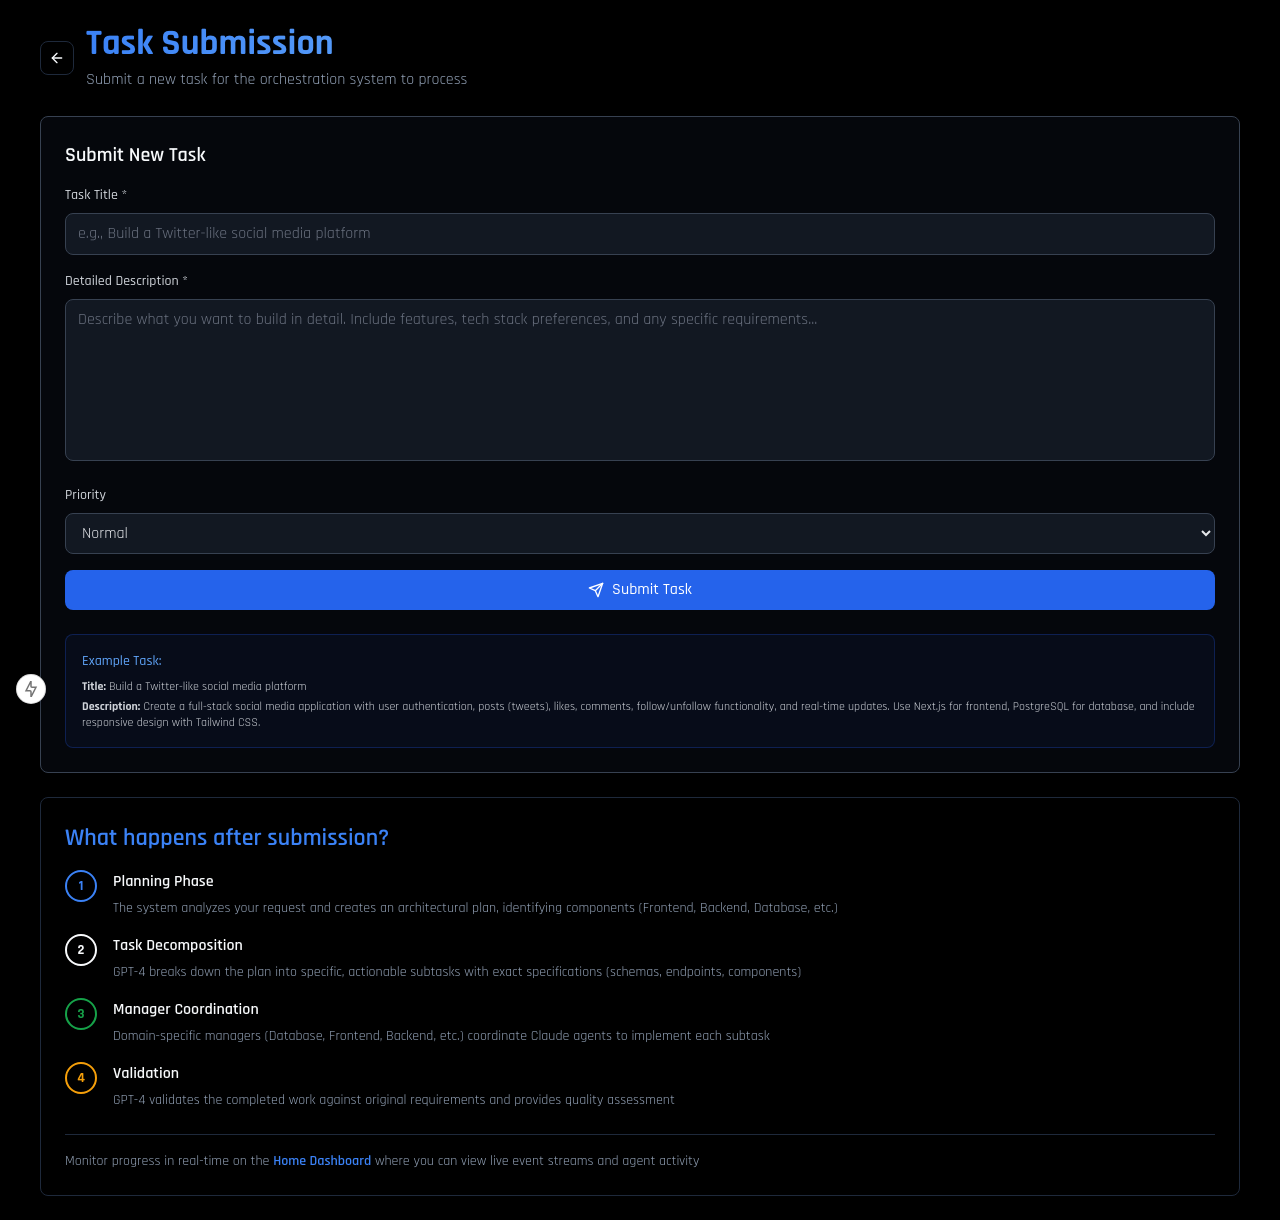 Task Submission
Submit a new task for the orchestration system to process
Submit New Task
Task Title *
e.g., Build a Twitter-like social media platform
Detailed Description *
Describe what you want to build in detail. Include features, tech stack preferences, and any specific requirements...
Priority
Normal
Submit Task
Example Task:
Title: Build a Twitter-like social media platform
Description: Create a full-stack social media application with user authentication, posts (tweets), likes, comments, follow/unfollow functionality, and real-time updates. Use Next.js for frontend, PostgreSQL for database, and include
responsive design with Tailwind CSS.
What happens after submission?
1
Planning Phase
The system analyzes your request and creates an architectural plan, identifying components (Frontend, Backend, Database, etc.)
2
Task Decomposition
GPT-4 breaks down the plan into specific, actionable subtasks with exact specifications (schemas, endpoints, components)
3
Manager Coordination
Domain-specific managers (Database, Frontend, Backend, etc.) coordinate Claude agents to implement each subtask
4
Validation
GPT-4 validates the completed work against original requirements and provides quality assessment
Monitor progress in real-time on the Home Dashboard where you can view live event streams and agent activity